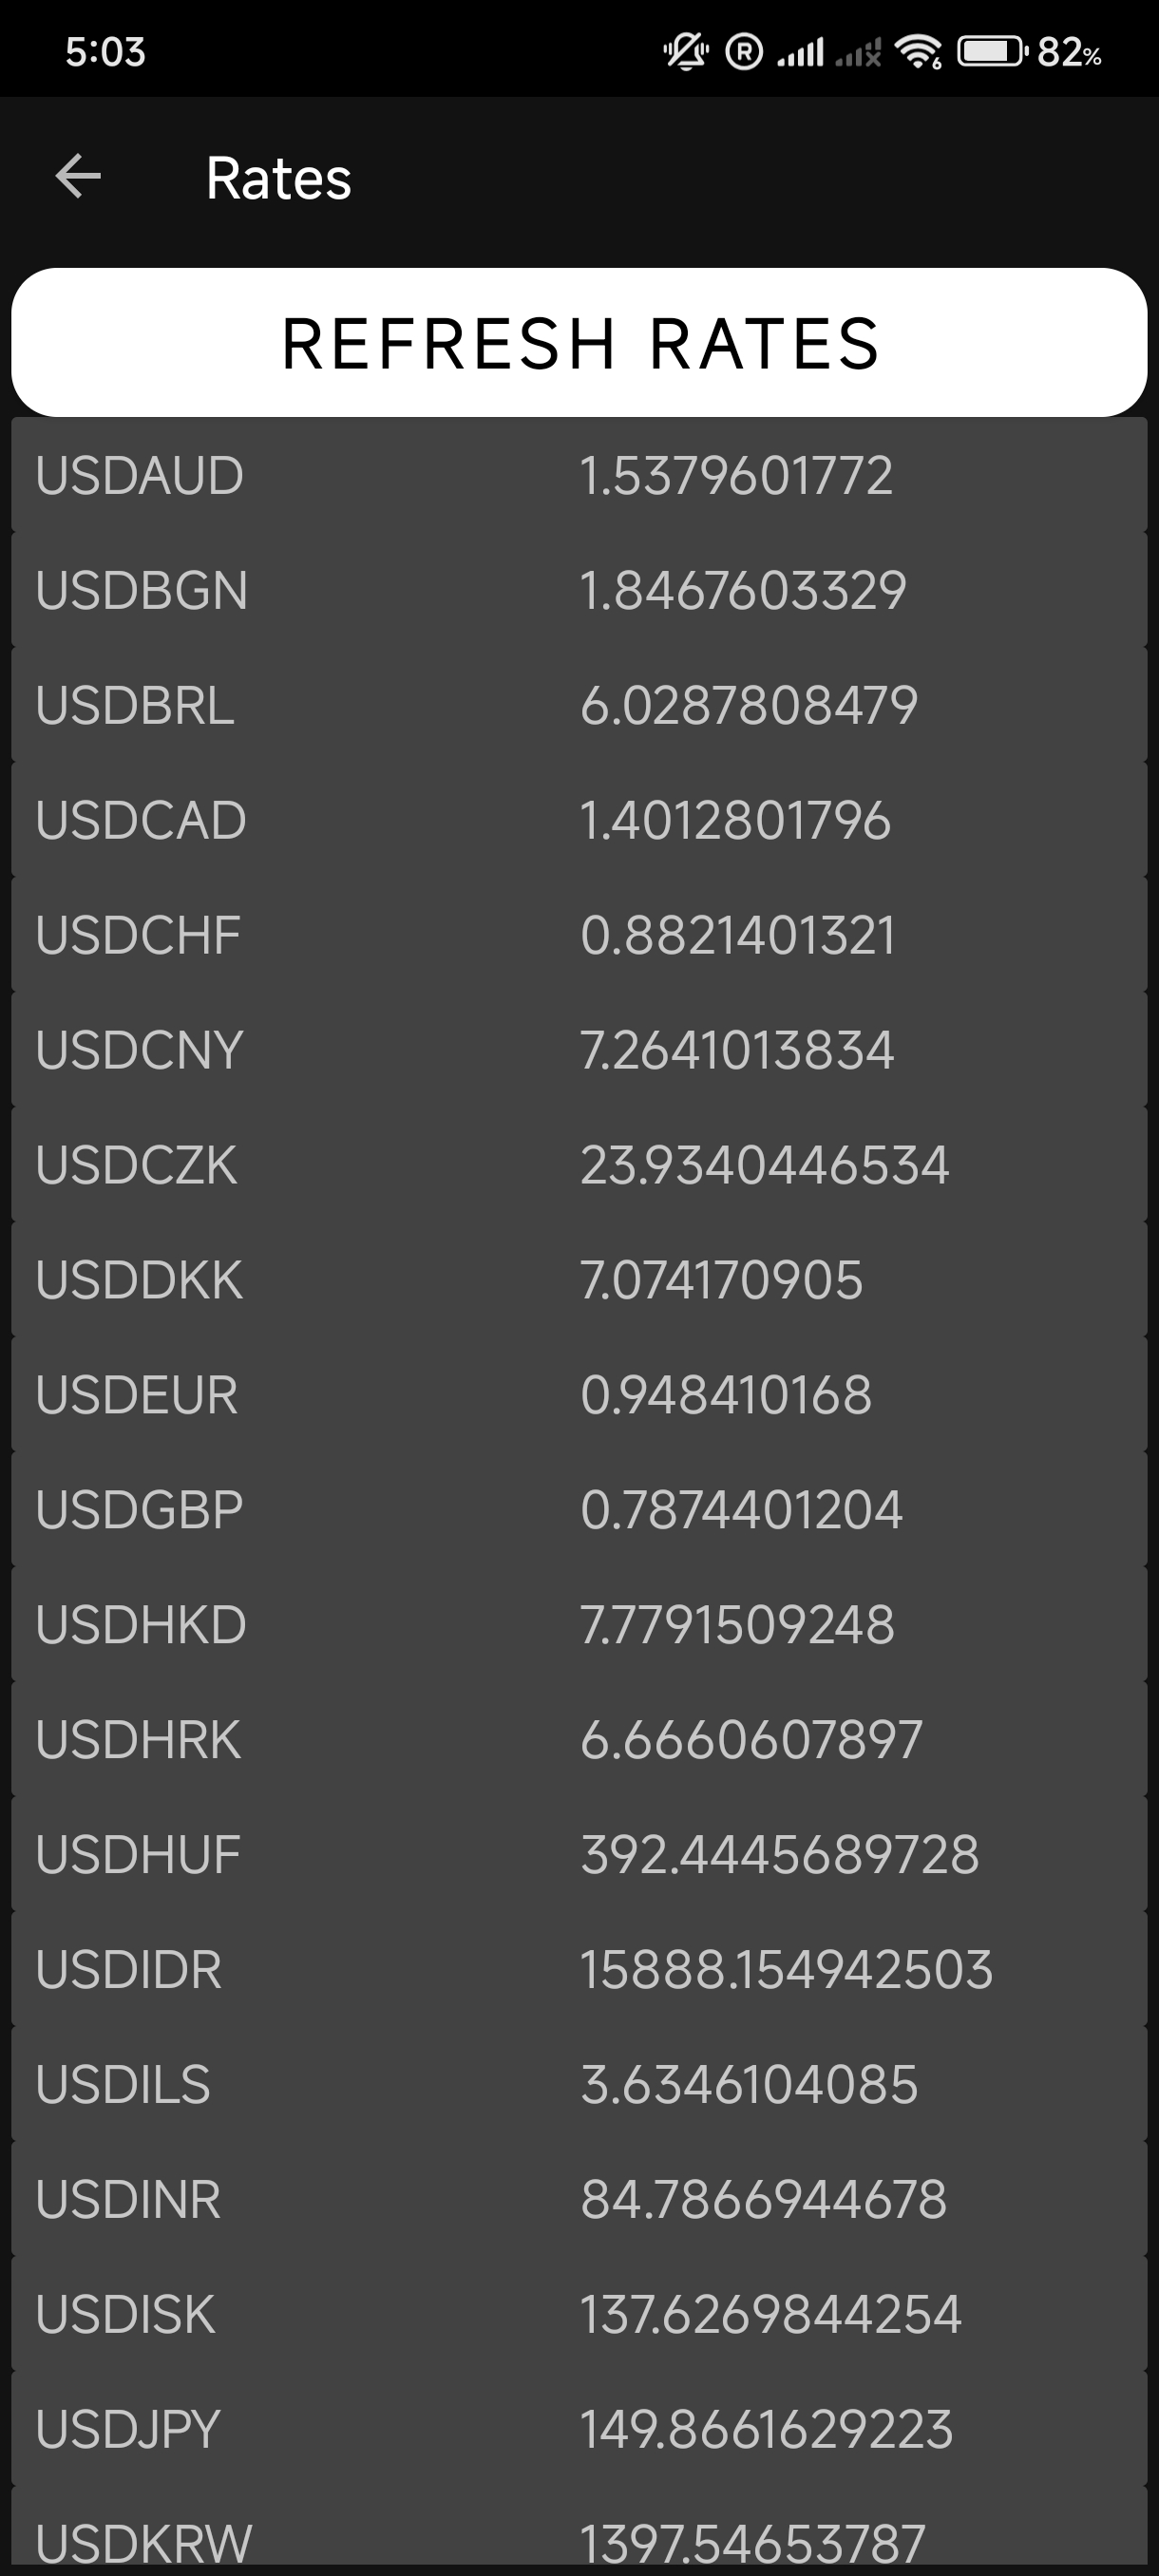 5:03 R 6 82%
Rates
REFRESH RATES
USDAUD 1.5379601772
USDBGN 1.8467603329
USDBRL 6.0287808479
USDCAD 1.4012801796
USDCHF 0.8821401321
USDCNY 7.2641013834
USDCZK 23.9340446534
USDDKK 7.074170905
USDEUR 0.948410168
USDGBP 0.7874401204
USDHKD 7.7791509248
USDHRK 6.6660607897
USDHUF 392.4445689728
USDIDR 15888.154942503
USDILS 3.6346104085
USDINR 84.7866944678
USDISK 137.6269844254
USDJPY 149.8661629223
USDKRW 1397.54653787